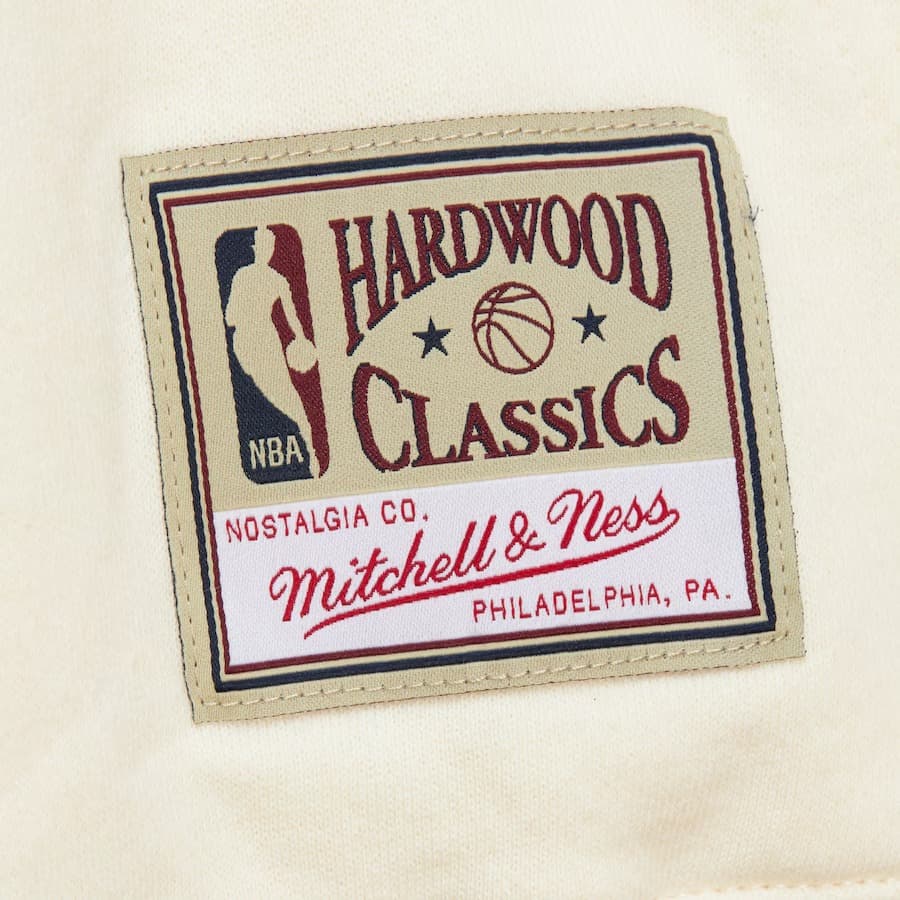 HARDWOOD
CLASSICS
NBA
NOSTALGIA CO.
Mitchell & Ness
PHILADELPHIA, PA.